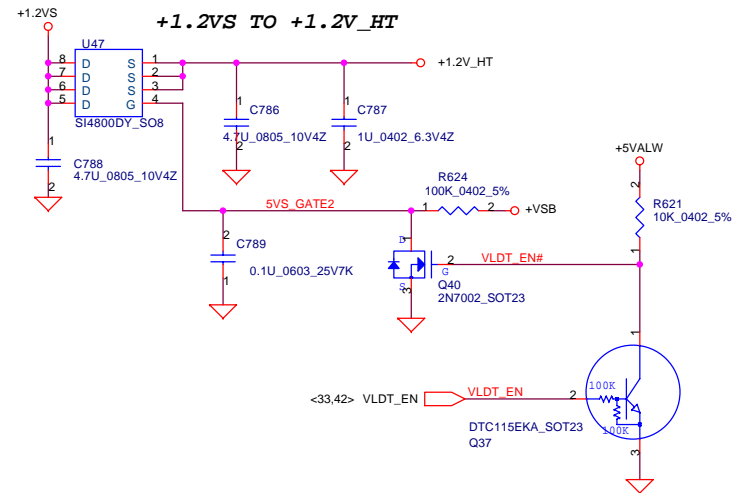 +1.2VS
+1.2VS TO +1.2V_HT
U47
8 D S 1
7 D S 2
6 D S 3
5 D G 4
SI4800DY_SO8
+1.2V_HT
1
C786
4.7U_0805_10V4Z
2
1
C787
1U_0402_6.3V4Z
2
1
C788
4.7U_0805_10V4Z
2
+5VALW
R624
100K_0402_5%
5VS_GATE2
1
2
+VSB
2
R621
10K_0402_5%
1
2
C789
0.1U_0603_25V7K
1
1
D
2
G
VLDT_EN#
S
3
Q40
2N7002_SOT23
1
<33,42> VLDT_EN
VLDT_EN
2
100K
100K
DTC115EKA_SOT23
Q37
3